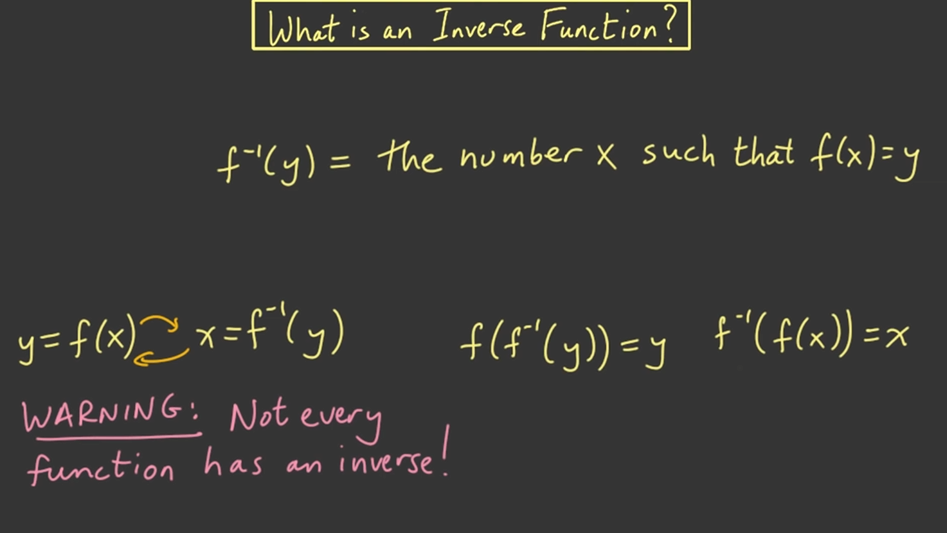 What is an Inverse Function?
f⁻¹(y) = the number x such that f(x)=y
y=f(x) x=f⁻¹(y) f(f⁻¹(y))=y f⁻¹(f(x))=x
WARNING: Not every
function has an inverse!